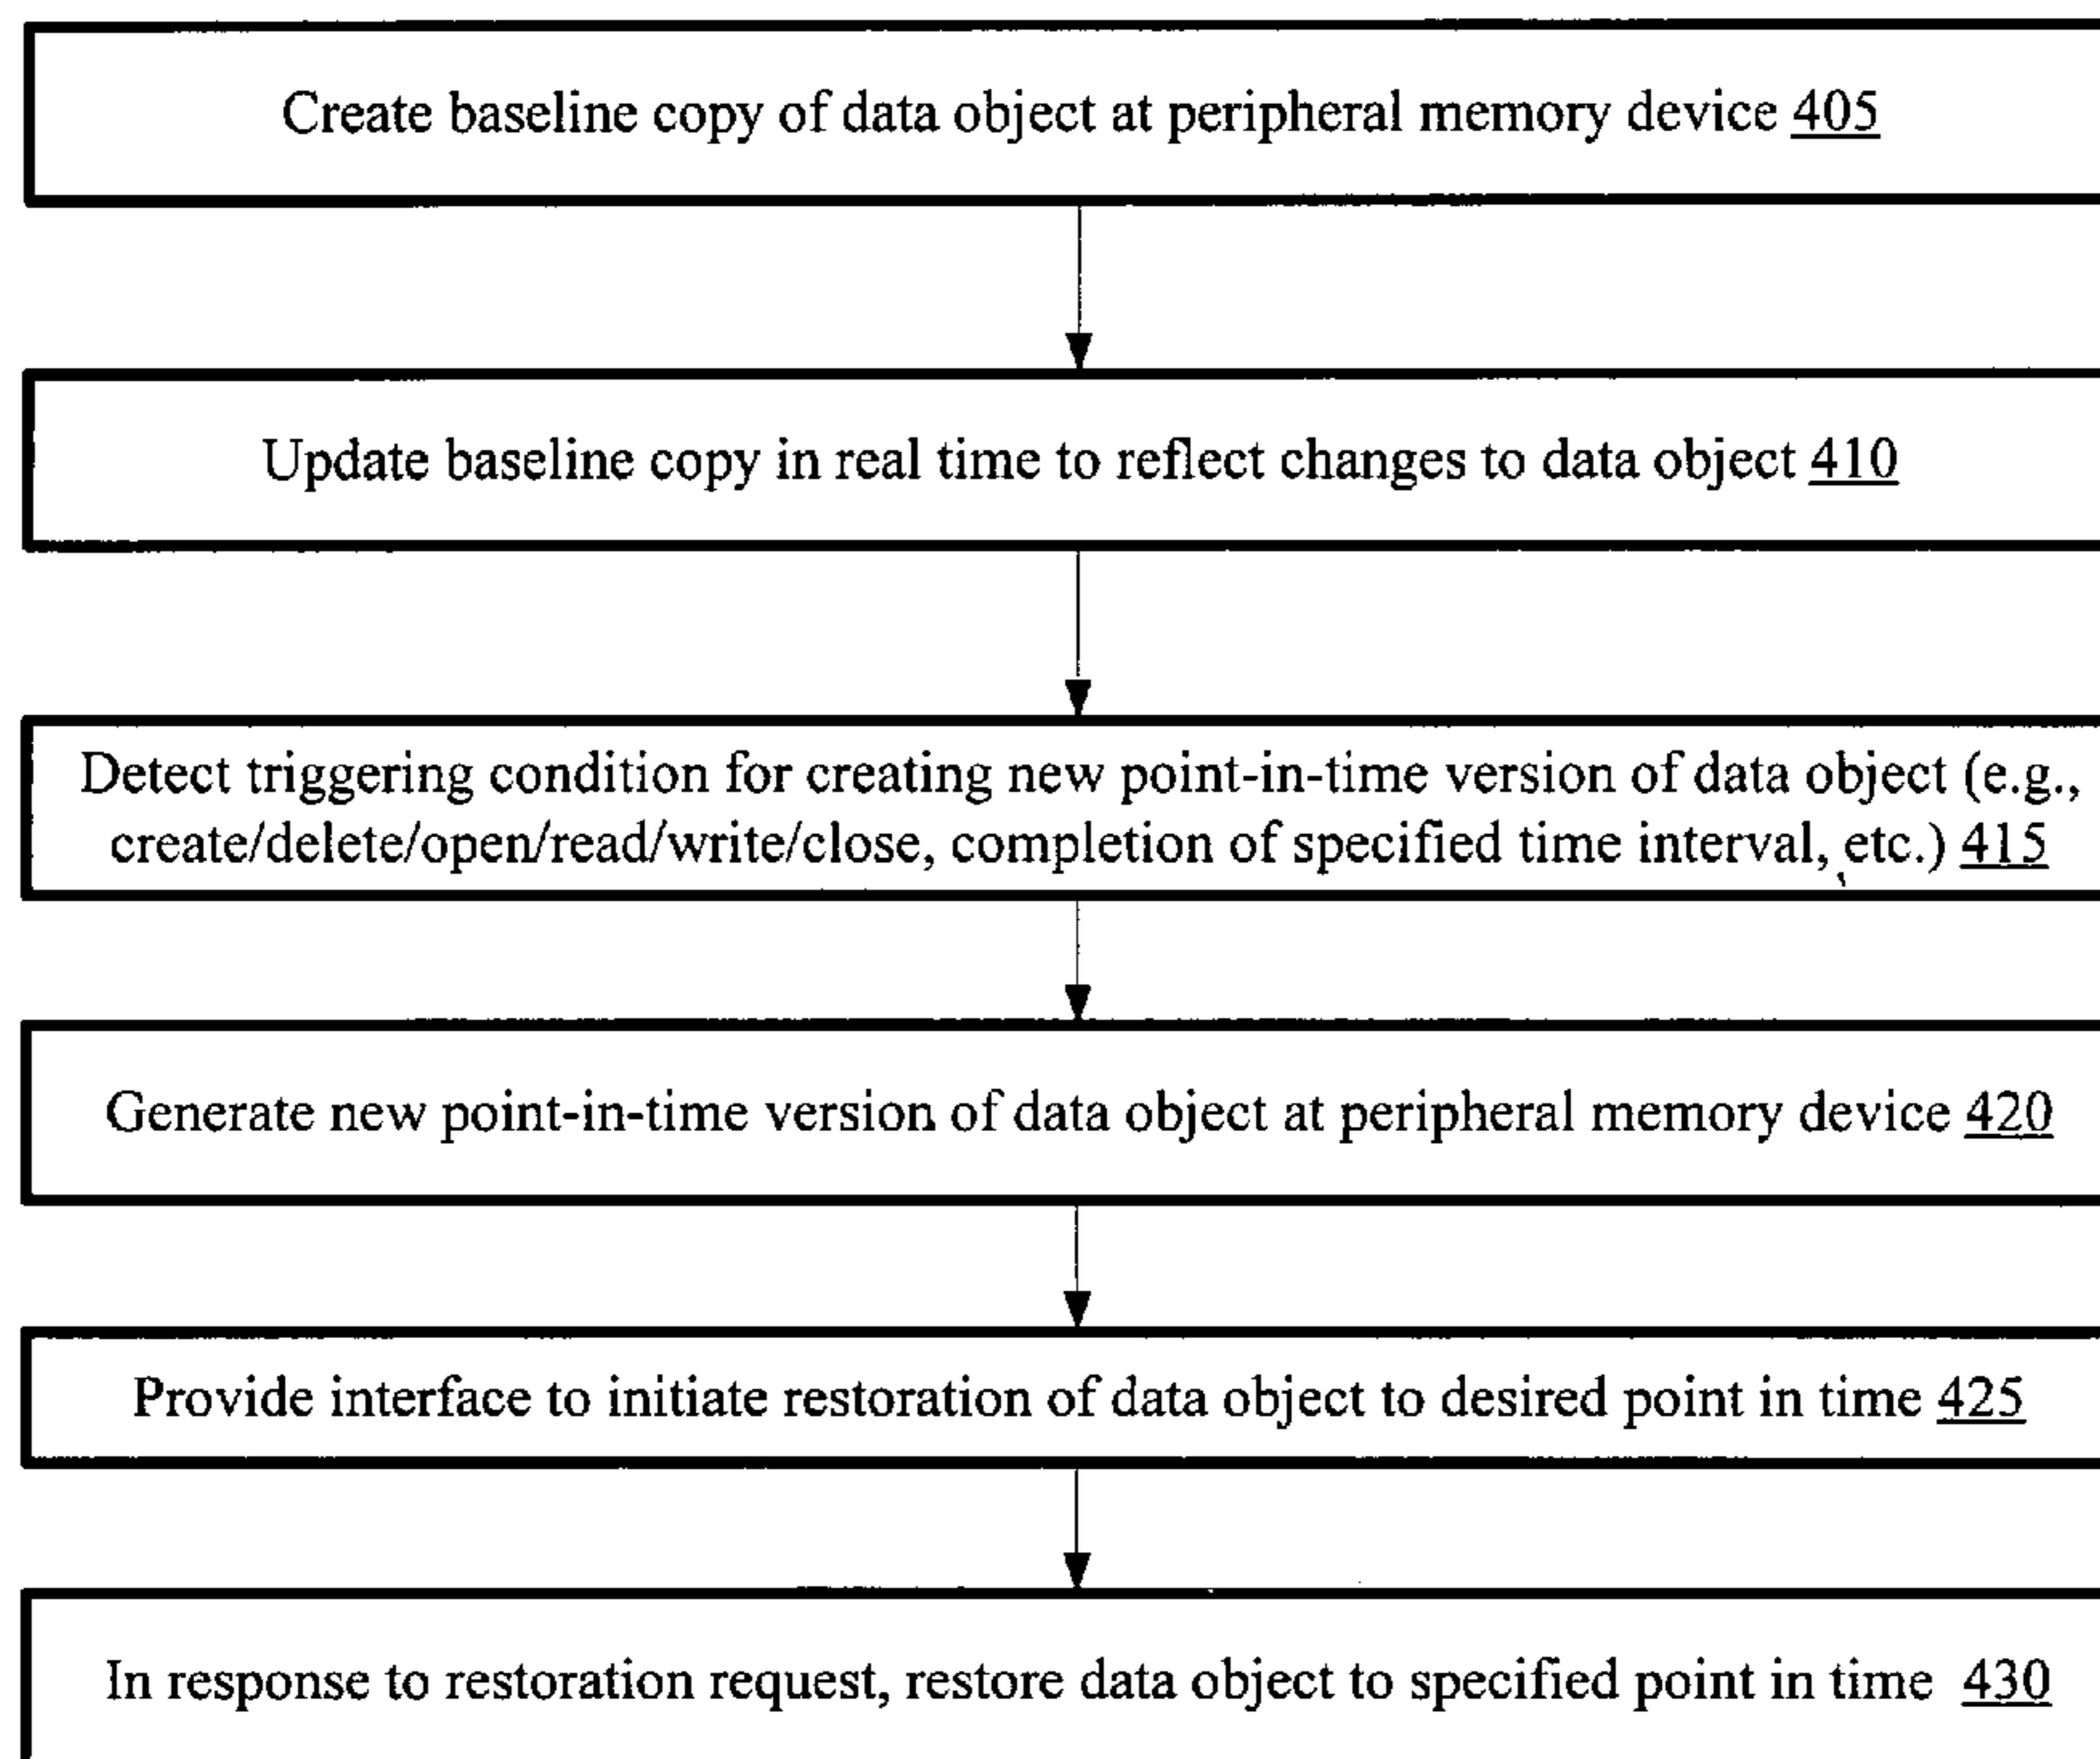 Create baseline copy of data object at peripheral memory device 405
Update baseline copy in real time to reflect changes to data object 410
Detect triggering condition for creating new point-in-time version of data object (e.g.,
create/delete/open/read/write/close, completion of specified time interval, etc.) 415
Generate new point-in-time version of data object at peripheral memory device 420
Provide interface to initiate restoration of data object to desired point in time 425
In response to restoration request, restore data object to specified point in time 430